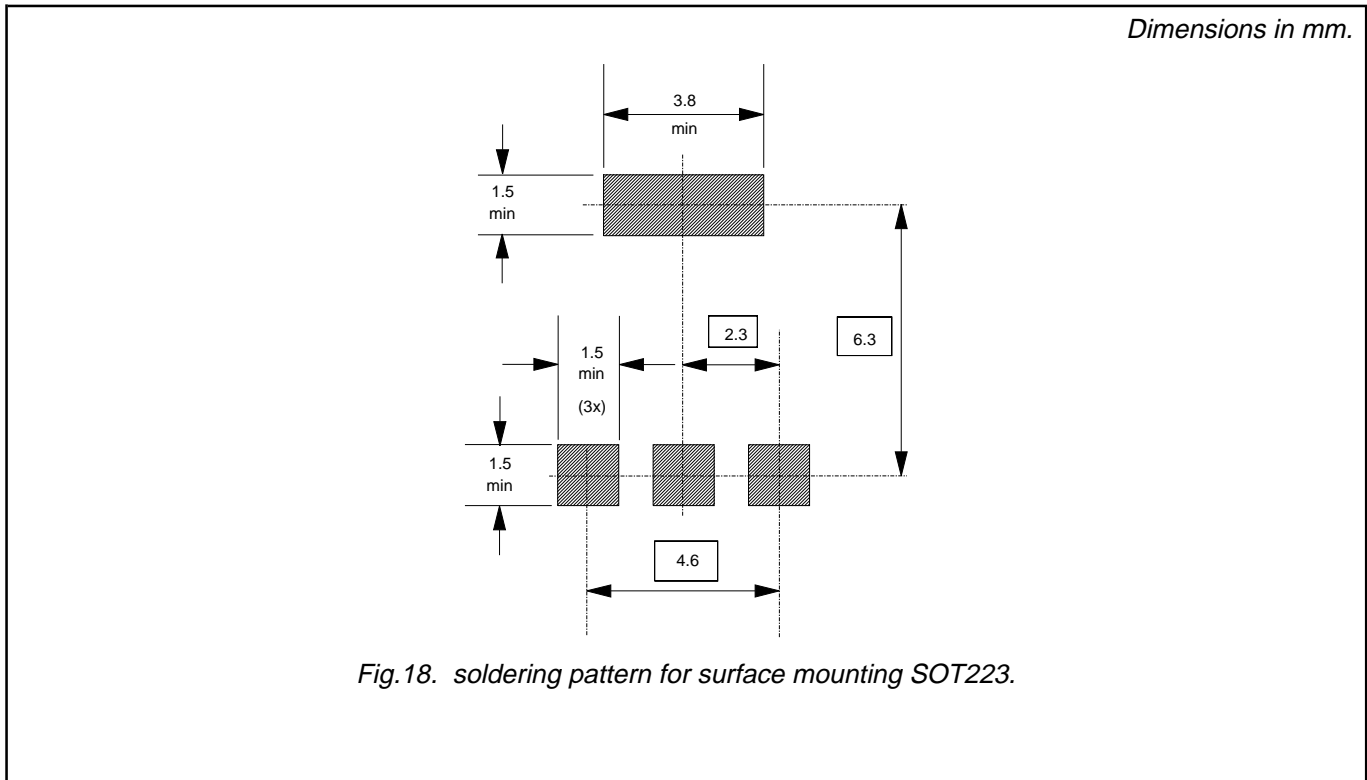 Dimensions in mm.
3.8
min
1.5
min
2.3
6.3
1.5
min
(3x)
1.5
min
4.6
Fig.18. soldering pattern for surface mounting SOT223.